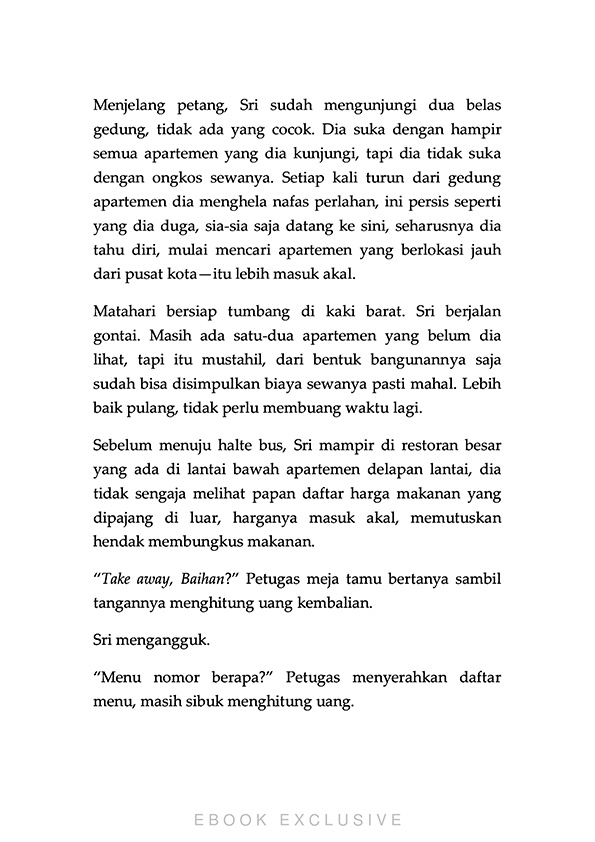 Menjelang petang, Sri sudah mengunjungi dua belas
gedung, tidak ada yang cocok. Dia suka dengan hampir
semua apartemen yang dia kunjungi, tapi dia tidak suka
dengan ongkos sewanya. Setiap kali turun dari gedung
apartemen dia menghela nafas perlahan, ini persis seperti
yang dia duga, sia-sia saja datang ke sini, seharusnya dia
tahu diri, mulai mencari apartemen yang berlokasi jauh
dari pusat kota—itu lebih masuk akal.
Matahari bersiap tumbang di kaki barat. Sri berjalan
gontai. Masih ada satu-dua apartemen yang belum dia
lihat, tapi itu mustahil, dari bentuk bangunannya saja
sudah bisa disimpulkan biaya sewanya pasti mahal. Lebih
baik pulang, tidak perlu membuang waktu lagi.
Sebelum menuju halte bus, Sri mampir di restoran besar
yang ada di lantai bawah apartemen delapan lantai, dia
tidak sengaja melihat papan daftar harga makanan yang
dipajang di luar, harganya masuk akal, memutuskan
hendak membungkus makanan.
“Take away, Baihan?” Petugas meja tamu bertanya sambil
tangannya menghitung uang kembalian.
Sri mengangguk.
“Menu nomor berapa?” Petugas menyerahkan daftar
menu, masih sibuk menghitung uang.
EBOOK EXCLUSIVE